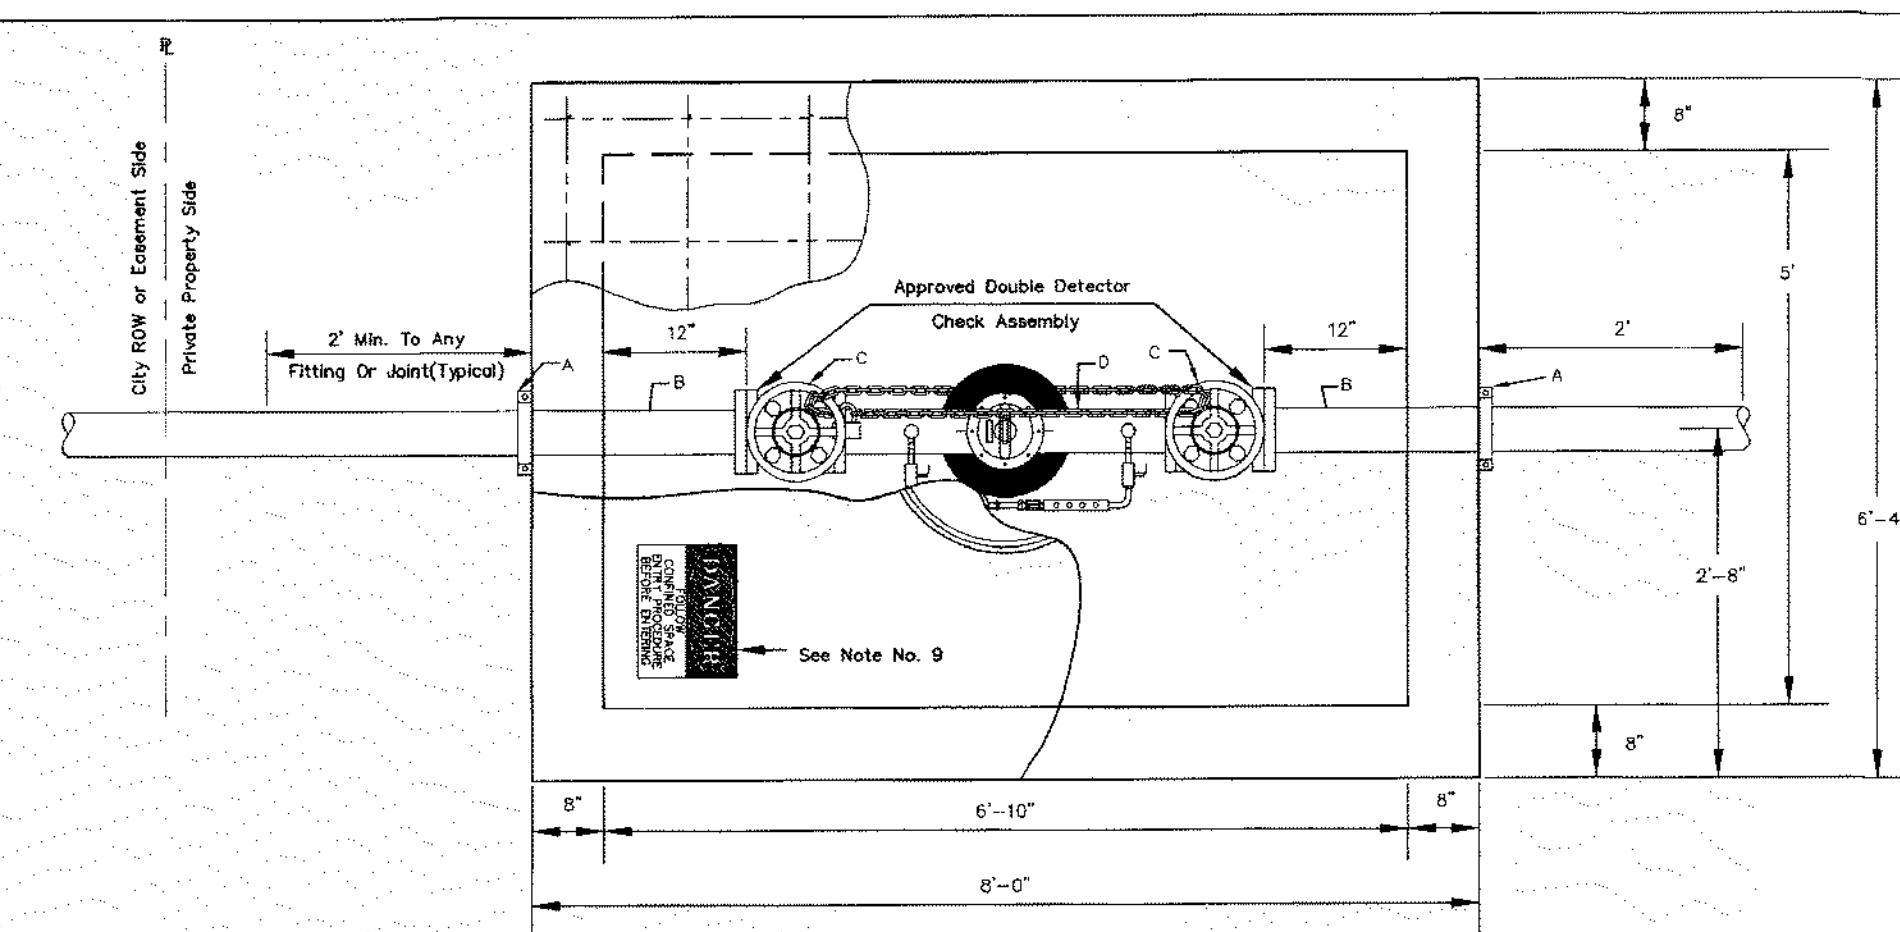 PL
City ROW or Easement Side
Private Property Side
2' Min. To Any
Fitting Or Joint(Typical)
A
B
12"
C
Approved Double Detector
Check Assembly
D
C
12"
B
2'
A
8"
5'
6'-4
2'-8"
8"
DANGER
FOLLOW
CONFINED SPACE
ENTRY PROCEDURE
BEFORE ENTERING
See Note No. 9
8"
6'-10"
8"
8'-0"